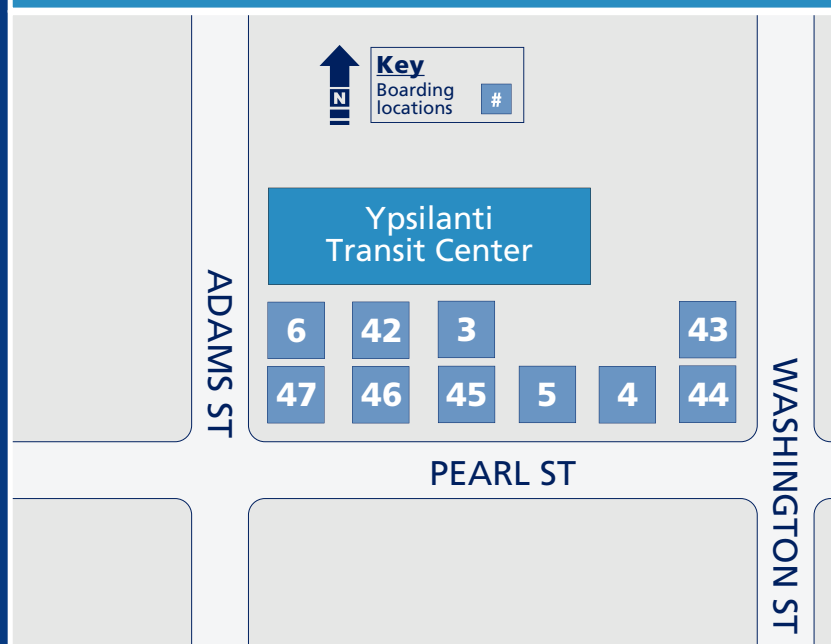 N
Key
Boarding
locations
#
Ypsilanti
Transit Center
ADAMS ST
6 42 3 43
47 46 45 5 4 44
PEARL ST
WASHINGTON ST